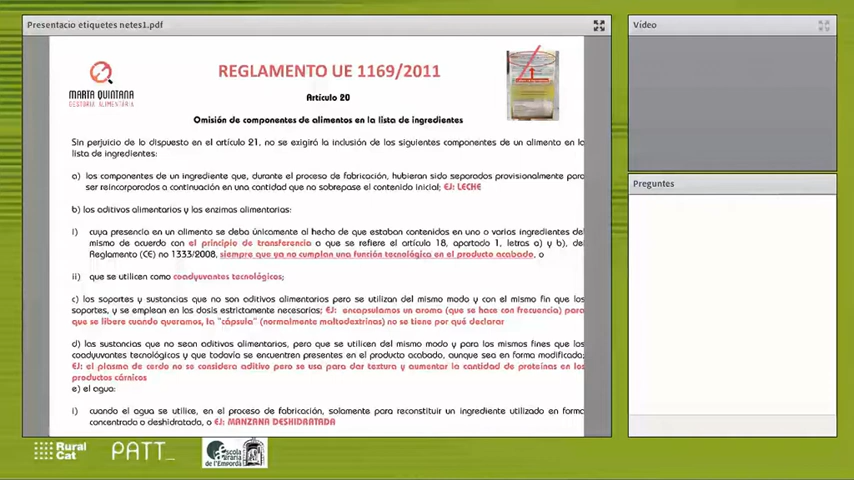 Presentacio etiquetes netes1.pdf
Vídeo
MARTA QUINTANA
GESTORIA ALIMENTARIA
REGLAMENTO UE 1169/2011
Artículo 20
Omisión de componentes de alimentos en la lista de ingredientes
Sin perjuicio de lo dispuesto en el artículo 21, no se exigirá la inclusión de los siguientes componentes de un alimento en la
lista de ingredientes:
a) los componentes de un ingrediente que, durante el proceso de fabricación, hubieran sido separados provisionalmente para
ser reincorporados a continuación en una cantidad que no sobrepase el contenido inicial; EJ: LECHE
b) los aditivos alimentarios y las enzimas alimentarias:
i) cuya presencia en un alimento se deba únicamente al hecho de que estaban contenidos en uno o varios ingredientes del
mismo de acuerdo con el principio de transferencia a que se refiere el artículo 18, apartado 1, letras a) y b), del
Reglamento (CE) no 1333/2008, siempre que ya no cumplan una función tecnológica en el producto acabado, o
ii) que se utilicen como coadyuvantes tecnológicos;
c) los soportes y sustancias que no son aditivos alimentarios pero se utilizan del mismo modo y con el mismo fin que los
soportes, y se emplean en las dosis estrictamente necesarias; EJ: encapsulamos un aroma (que se hace con frecuencia) para
que se libere cuando queramos, la "cápsula" (normalmente maltodextrinas) no se tiene por qué declarar
d) las sustancias que no sean aditivos alimentarios, pero que se utilicen del mismo modo y para los mismos fines que los
coadyuvantes tecnológicos y que todavía se encuentren presentes en el producto acabado, aunque sea en forma modificada;
EJ: el plasma de cerdo no se considera aditivo pero se usa para dar textura y aumentar la cantidad de proteínas en los
productos cárnicos
e) el agua:
i) cuando el agua se utilice, en el proceso de fabricación, solamente para reconstituir un ingrediente utilizado en forma
concentrada o deshidratada, o EJ: MANZANA DESHIDRATADA
Preguntes
Rural
Cat
PATT_
escola
agrària
de l'Empordà